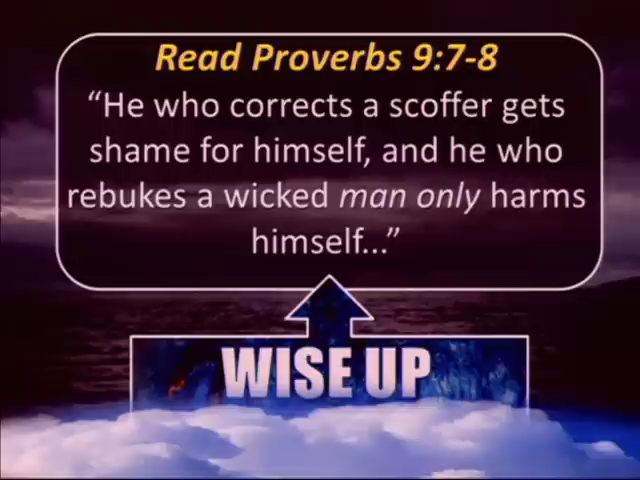 Read Proverbs 9:7-8
“He who corrects a scoffer gets
shame for himself, and he who
rebukes a wicked man only harms
himself...”
WISE UP